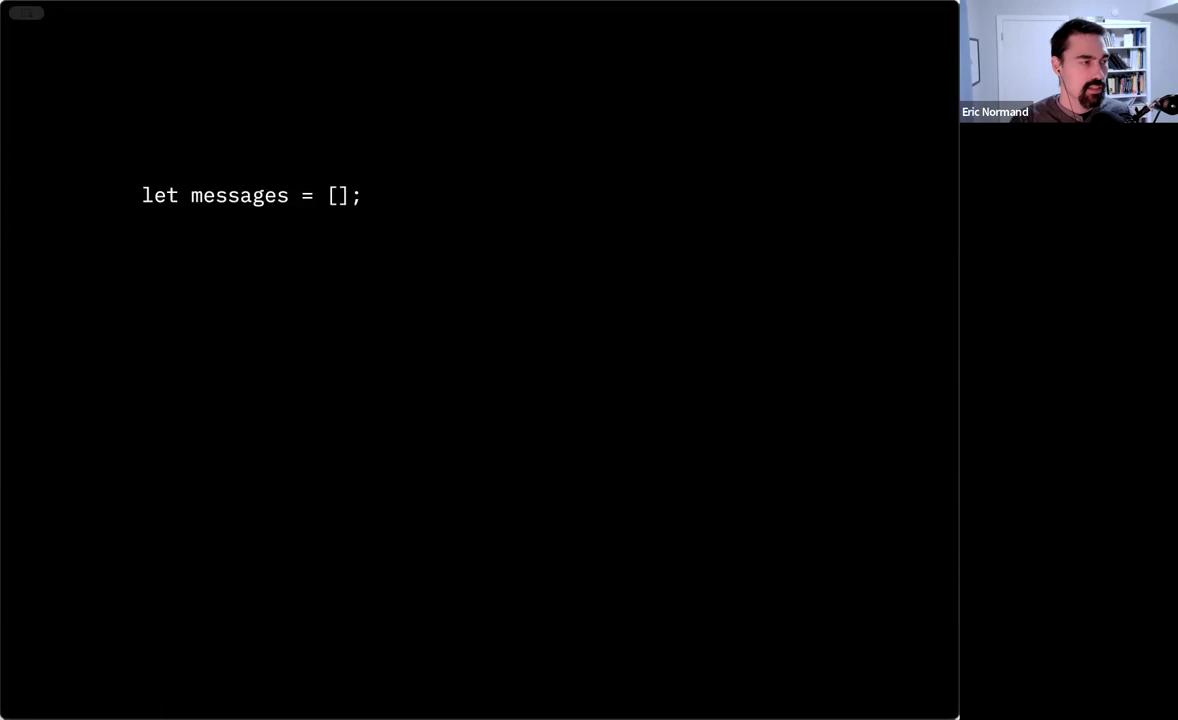 let messages = [];
Eric Normand